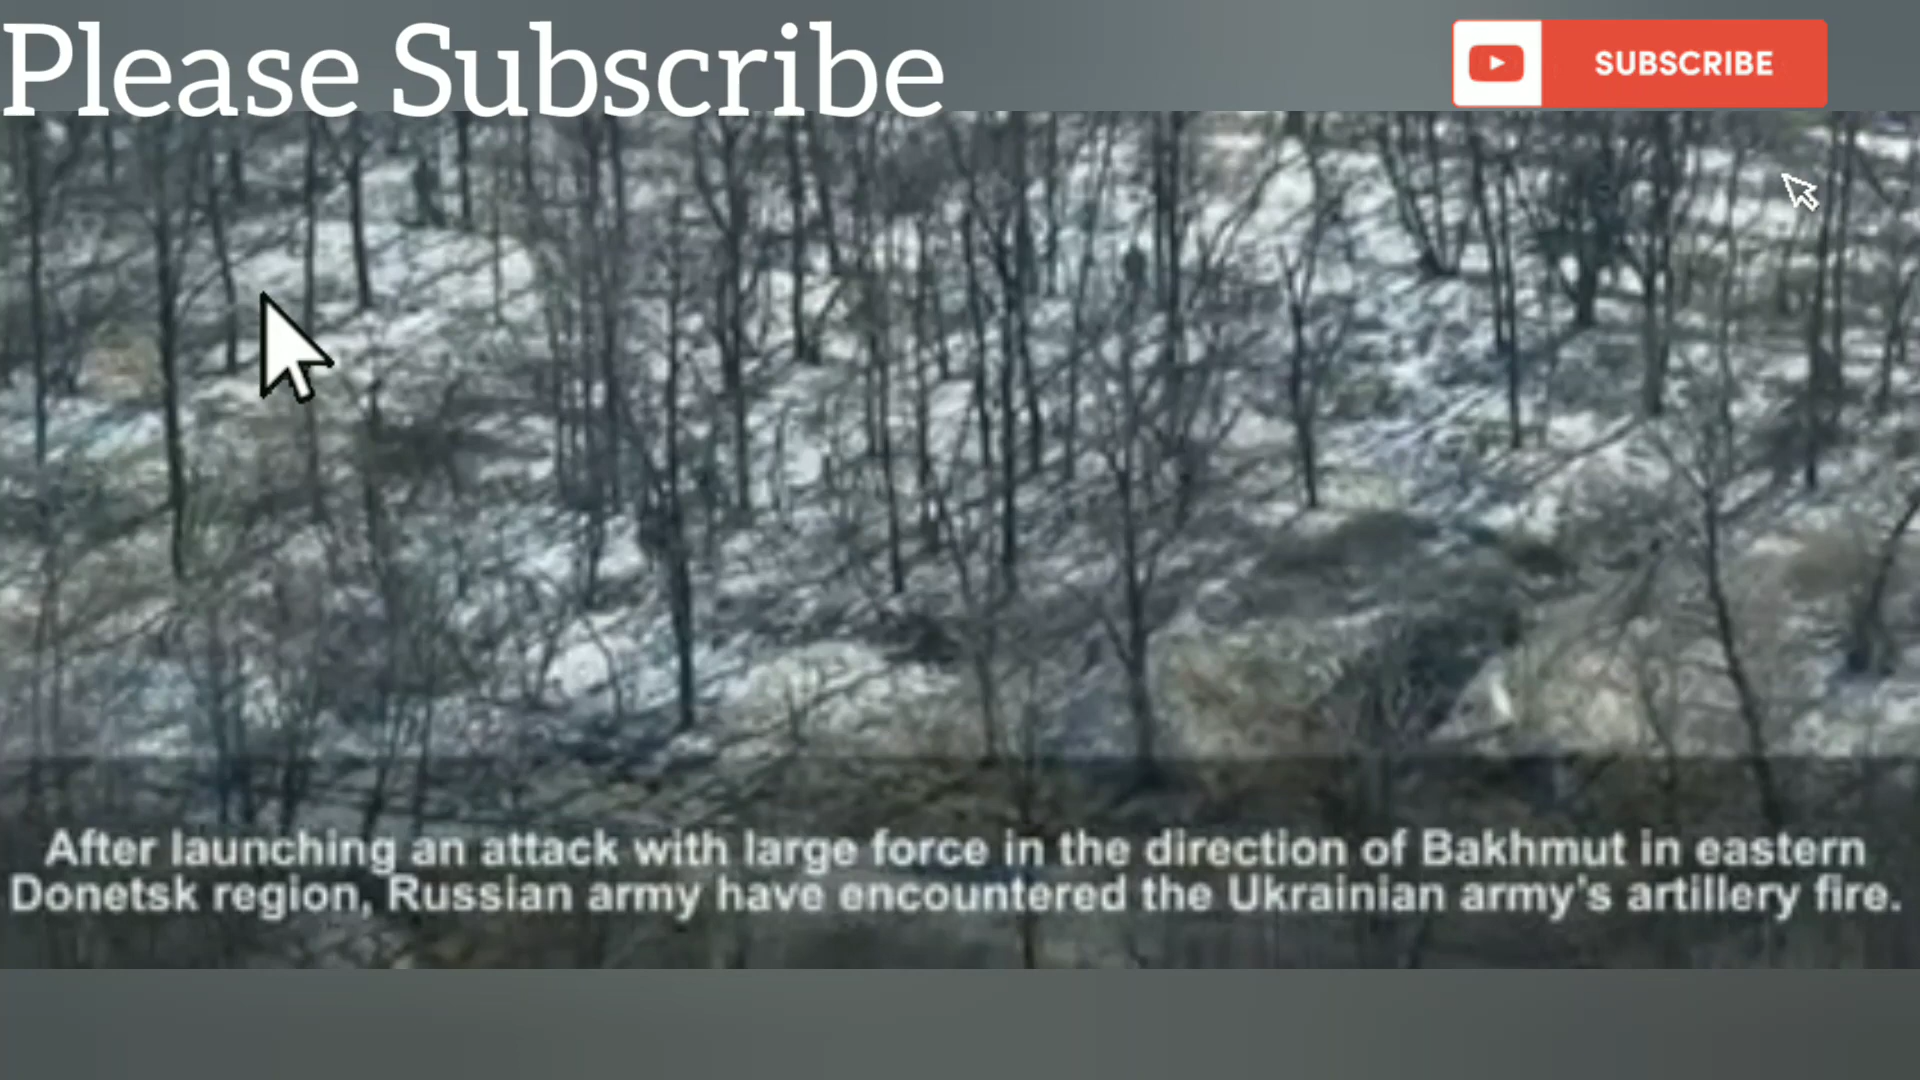 Please Subscribe
SUBSCRIBE
After launching an attack with large force in the direction of Bakhmut in eastern
Donetsk region, Russian army have encountered the Ukrainian army's artillery fire.